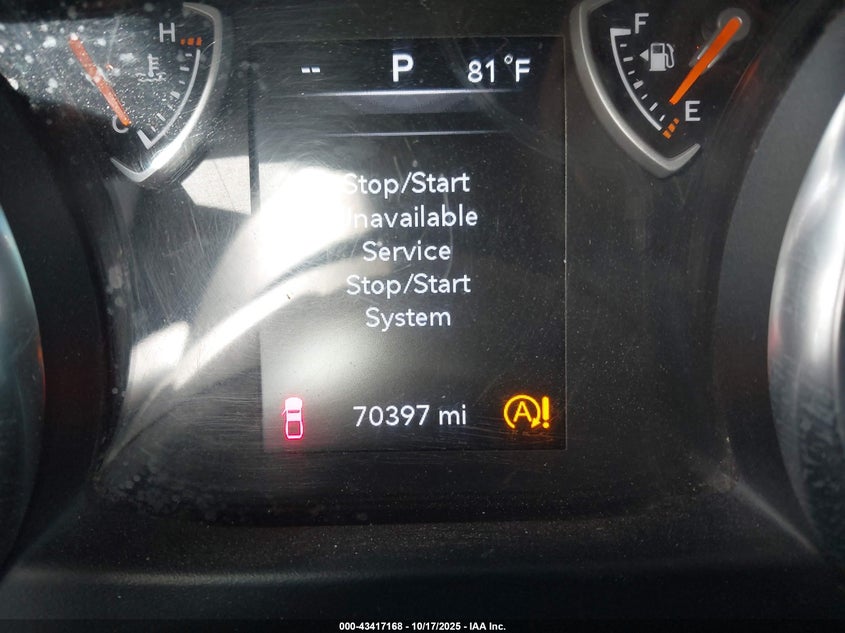 H
C
-- P 81°F
F
E
Stop/Start
Unavailable
Service
Stop/Start
System
70397 mi
A!
000-43417168 - 10/17/2025 - IAA Inc.